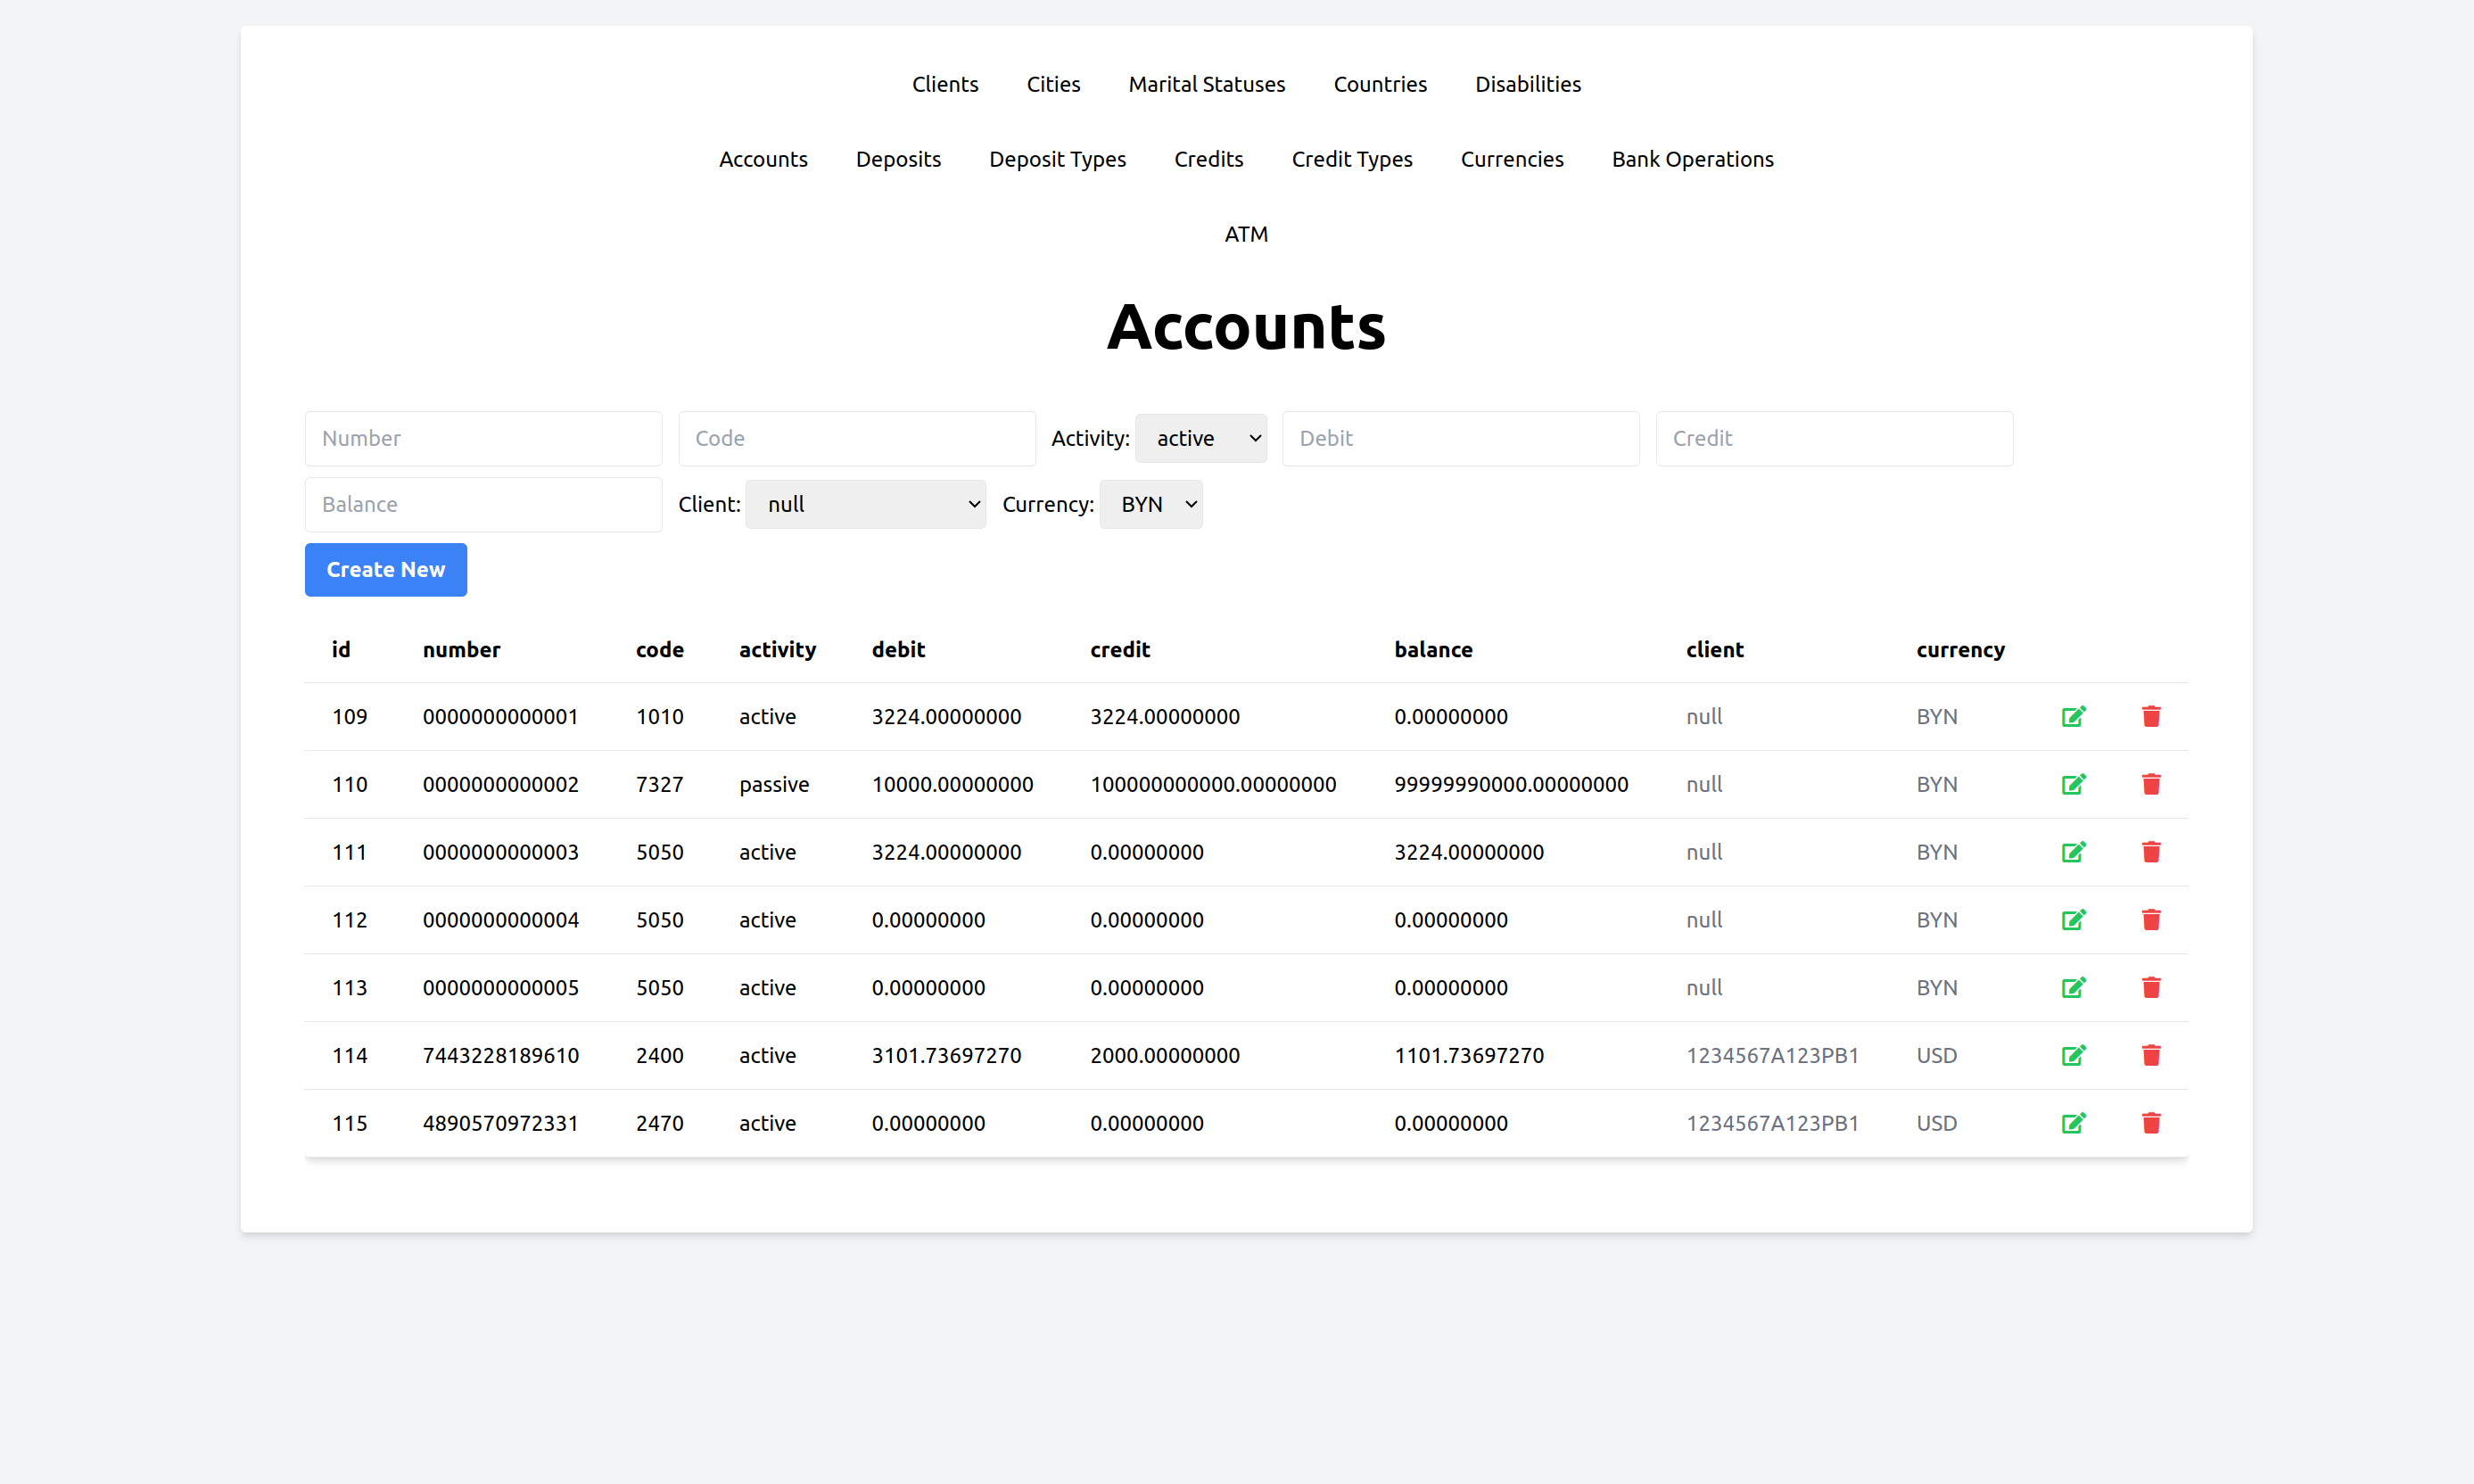 Clients Cities Marital Statuses Countries Disabilities
Accounts Deposits Deposit Types Credits Credit Types Currencies Bank Operations
ATM
Accounts
Number Code Activity: active Debit Credit
Balance Client: null Currency: BYN
Create New
id number code activity debit credit balance client currency
109 0000000000001 1010 active 3224.00000000 3224.00000000 0.00000000 null BYN
110 0000000000002 7327 passive 10000.00000000 100000000000.00000000 99999990000.00000000 null BYN
111 0000000000003 5050 active 3224.00000000 0.00000000 3224.00000000 null BYN
112 0000000000004 5050 active 0.00000000 0.00000000 0.00000000 null BYN
113 0000000000005 5050 active 0.00000000 0.00000000 0.00000000 null BYN
114 7443228189610 2400 active 3101.73697270 2000.00000000 1101.73697270 1234567A123PB1 USD
115 4890570972331 2470 active 0.00000000 0.00000000 0.00000000 1234567A123PB1 USD